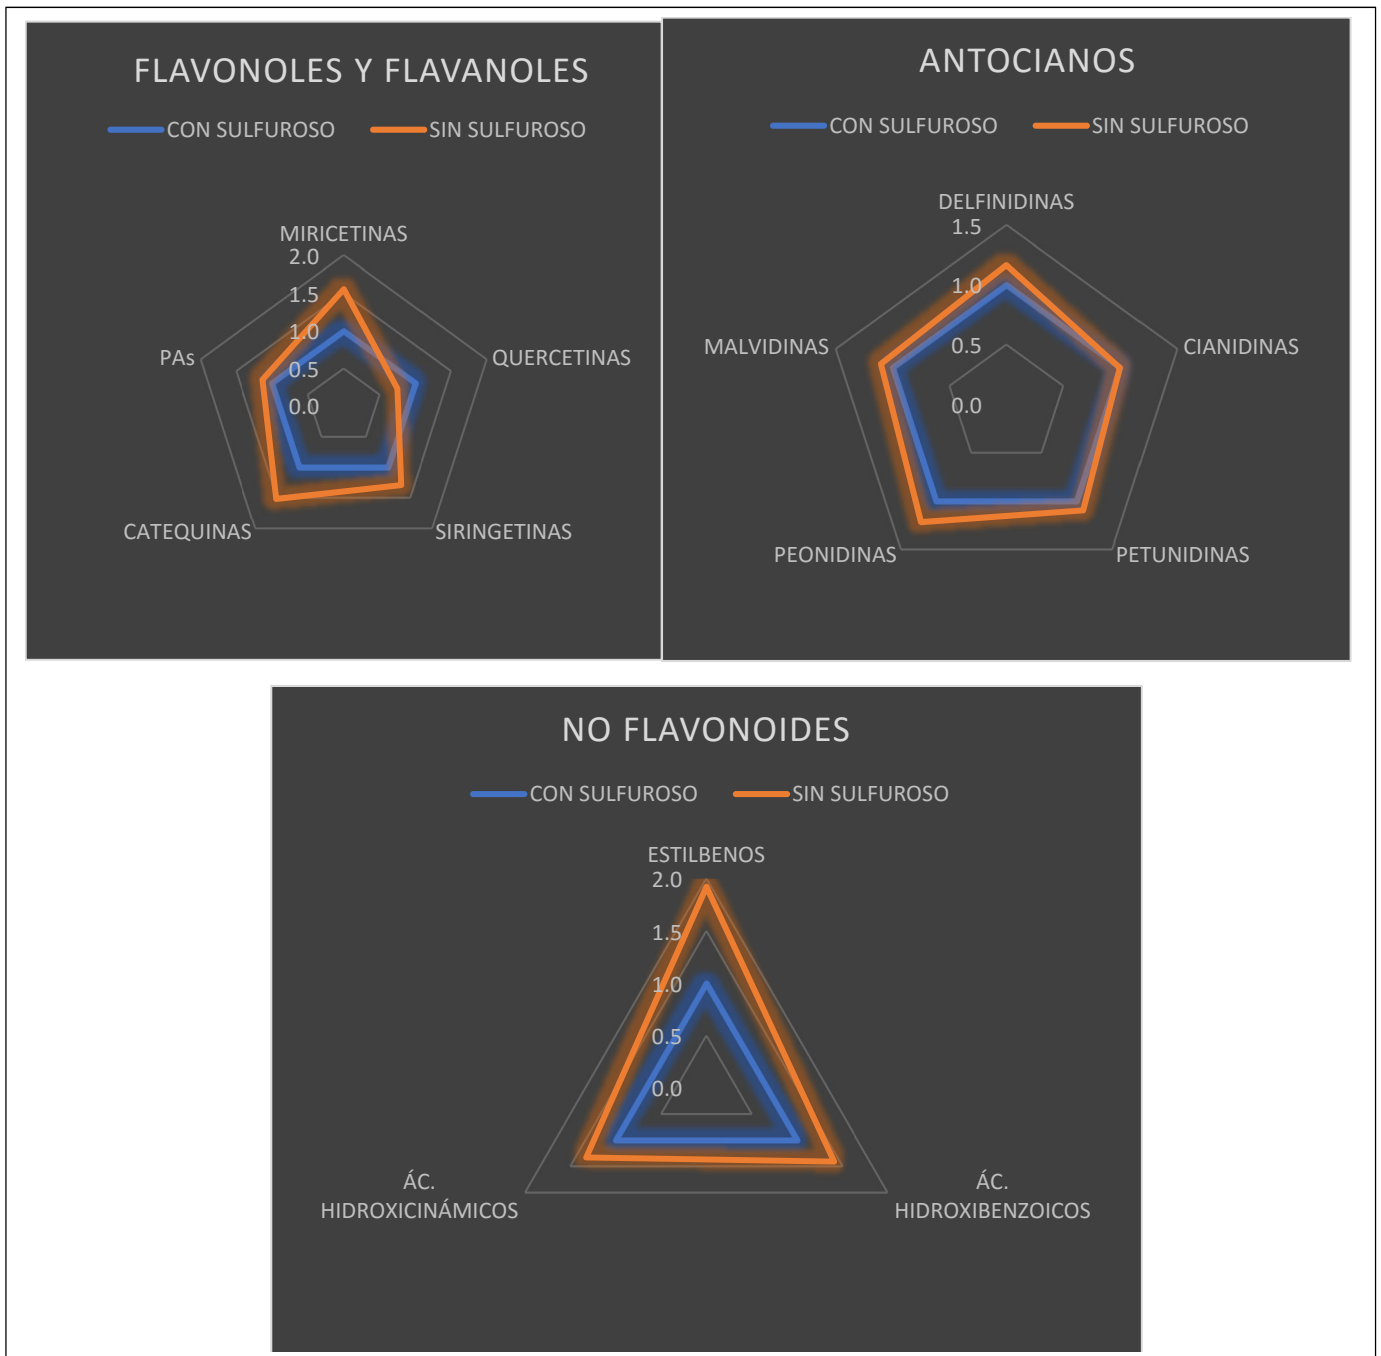 FLAVONOLES Y FLAVANOLES
CON SULFUROSO
SIN SULFUROSO
MIRICETINAS
2.0
1.5
1.0
0.5
0.0
PAs
QUERCETINAS
CATEQUINAS
SIRINGETINAS
ANTOCIANOS
CON SULFUROSO
SIN SULFUROSO
DELFINIDINAS
1.5
1.0
0.5
0.0
MALVIDINAS
CIANIDINAS
PEONIDINAS
PETUNIDINAS
NO FLAVONOIDES
CON SULFUROSO
SIN SULFUROSO
ESTILBENOS
2.0
1.5
1.0
0.5
0.0
ÁC.
HIDROXICINÁMICOS
ÁC.
HIDROXIBENZOICOS